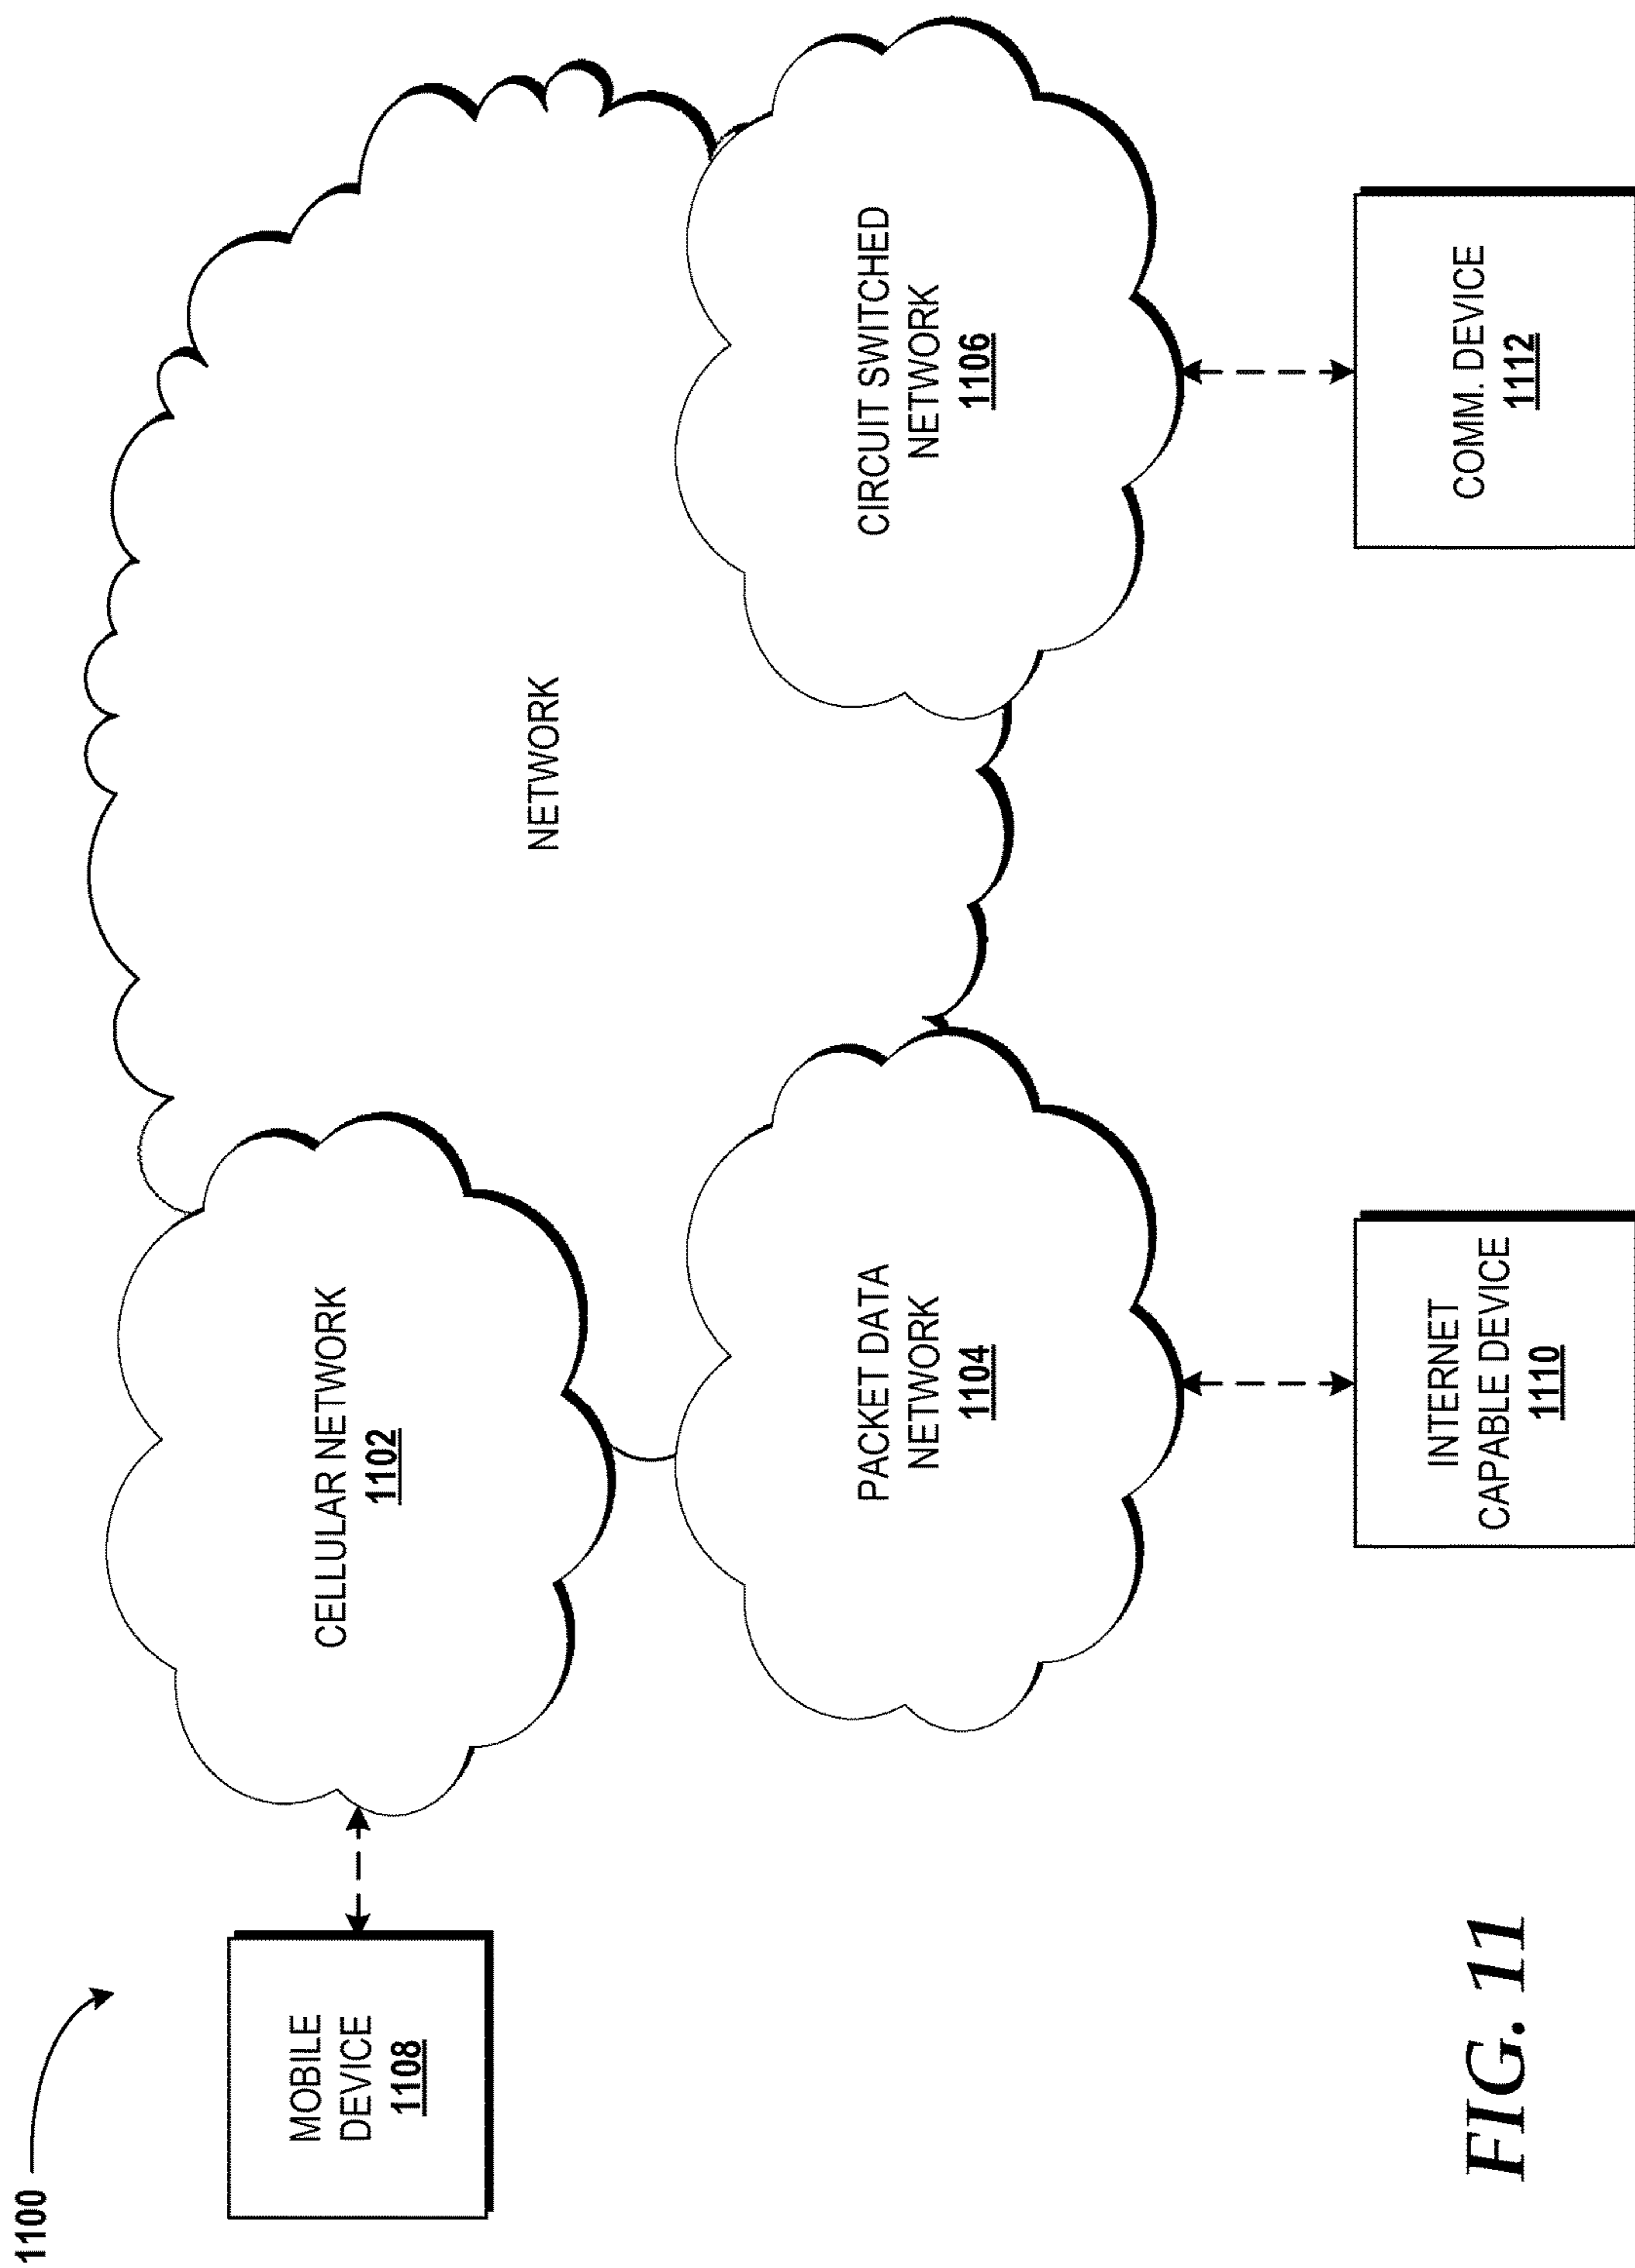 1100
MOBILE
DEVICE
1108
CELLULAR NETWORK
1102
NETWORK
PACKET DATA
NETWORK
1104
CIRCUIT SWITCHED
NETWORK
1106
INTERNET
CAPABLE DEVICE
1110
COMM. DEVICE
1112
FIG. 11